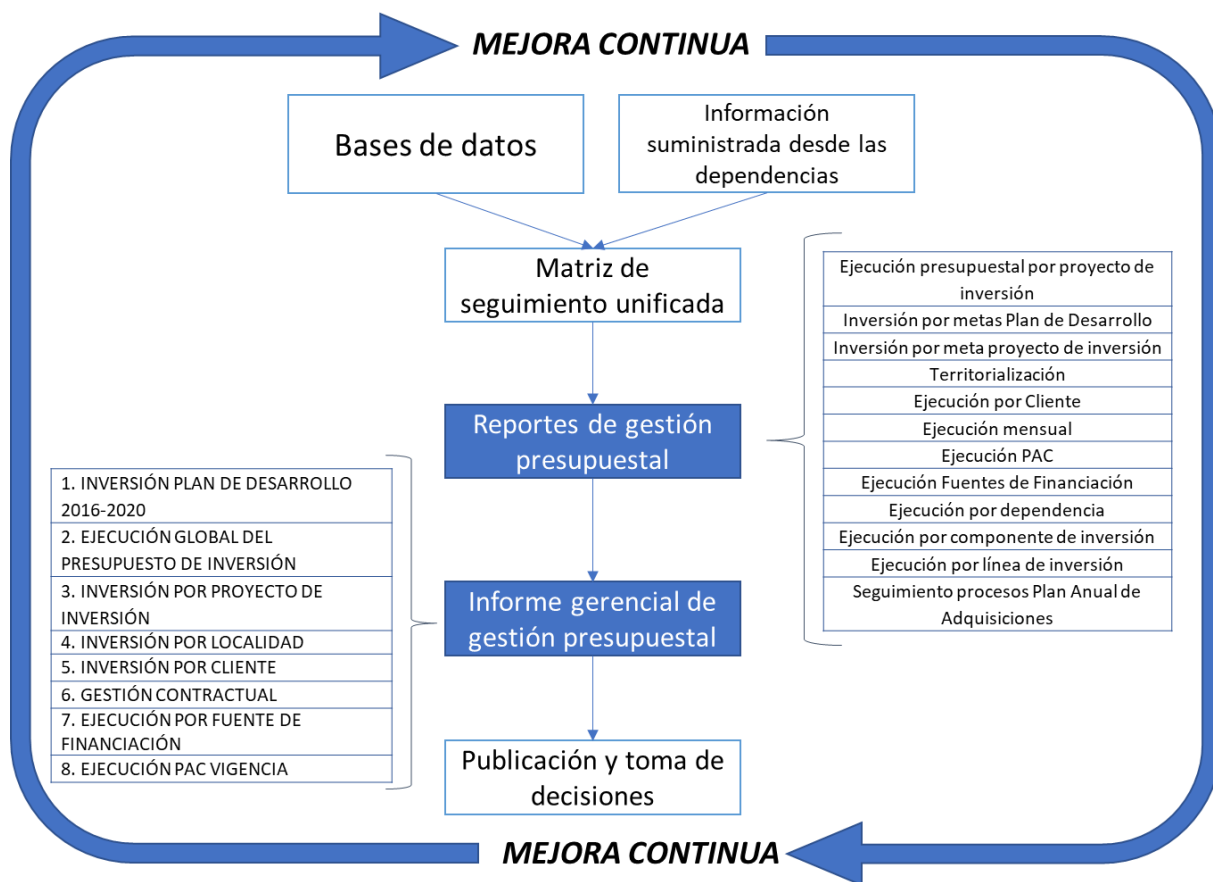 MEJORA CONTINUA
Bases de datos
Información
suministrada desde las
dependencias
Matriz de
seguimiento unificada
Reportes de gestión
presupuestal
Ejecución presupuestal por proyecto de
inversión
Inversión por metas Plan de Desarrollo
Inversión por meta proyecto de inversión
Territorialización
Ejecución por Cliente
Ejecución mensual
Ejecución PAC
Ejecución Fuentes de Financiación
Ejecución por dependencia
Ejecución por componente de inversión
Ejecución por línea de inversión
Seguimiento procesos Plan Anual de
Adquisiciones
1. INVERSIÓN PLAN DE DESARROLLO
2016-2020
2. EJECUCIÓN GLOBAL DEL
PRESUPUESTO DE INVERSIÓN
3. INVERSIÓN POR PROYECTO DE
INVERSIÓN
4. INVERSIÓN POR LOCALIDAD
5. INVERSIÓN POR CLIENTE
6. GESTIÓN CONTRACTUAL
7. EJECUCIÓN POR FUENTE DE
FINANCIACIÓN
8. EJECUCIÓN PAC VIGENCIA
Informe gerencial de
gestión presupuestal
Publicación y toma de
decisiones
MEJORA CONTINUA